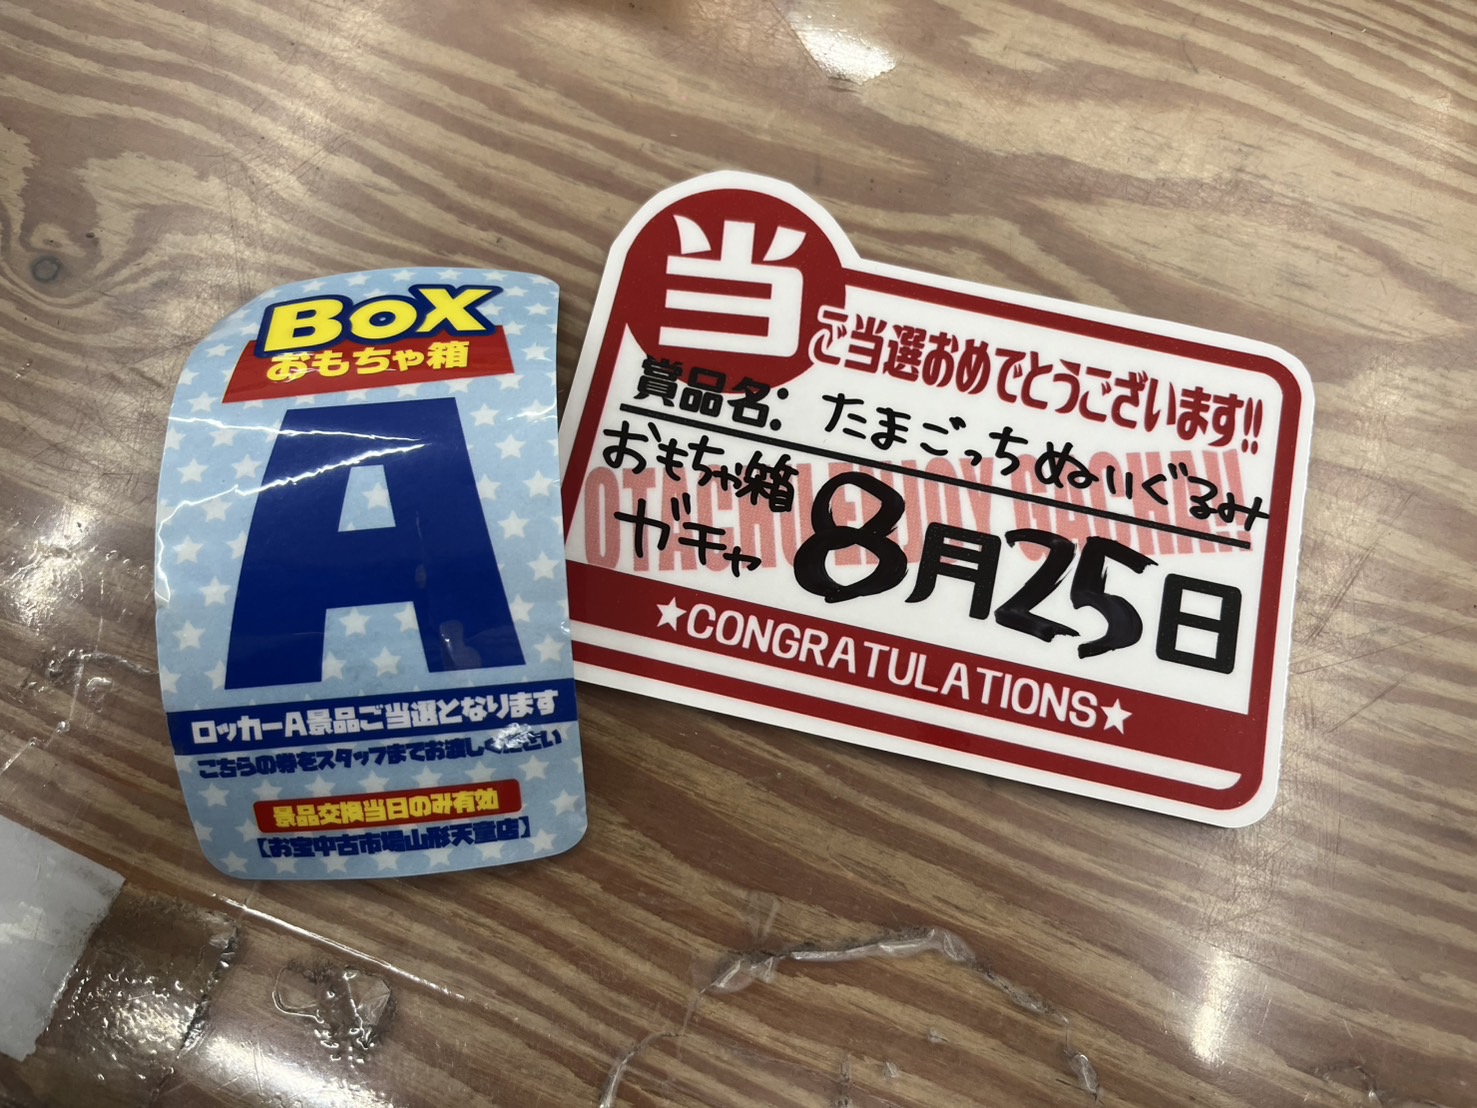 BOX
おもちゃ箱
A
ロッカーA景品ご当選となります
こちらの券をスタッフまでお渡しください
景品交換当日のみ有効
【お宝中古市場山形天童店】
当
ご当選おめでとうございます!!
賞品名: たまごっちぬいぐるみ
おもちゃ箱
ガチャ
8月25日
OTACHU ENJOY GACHA!!
★CONGRATULATIONS★